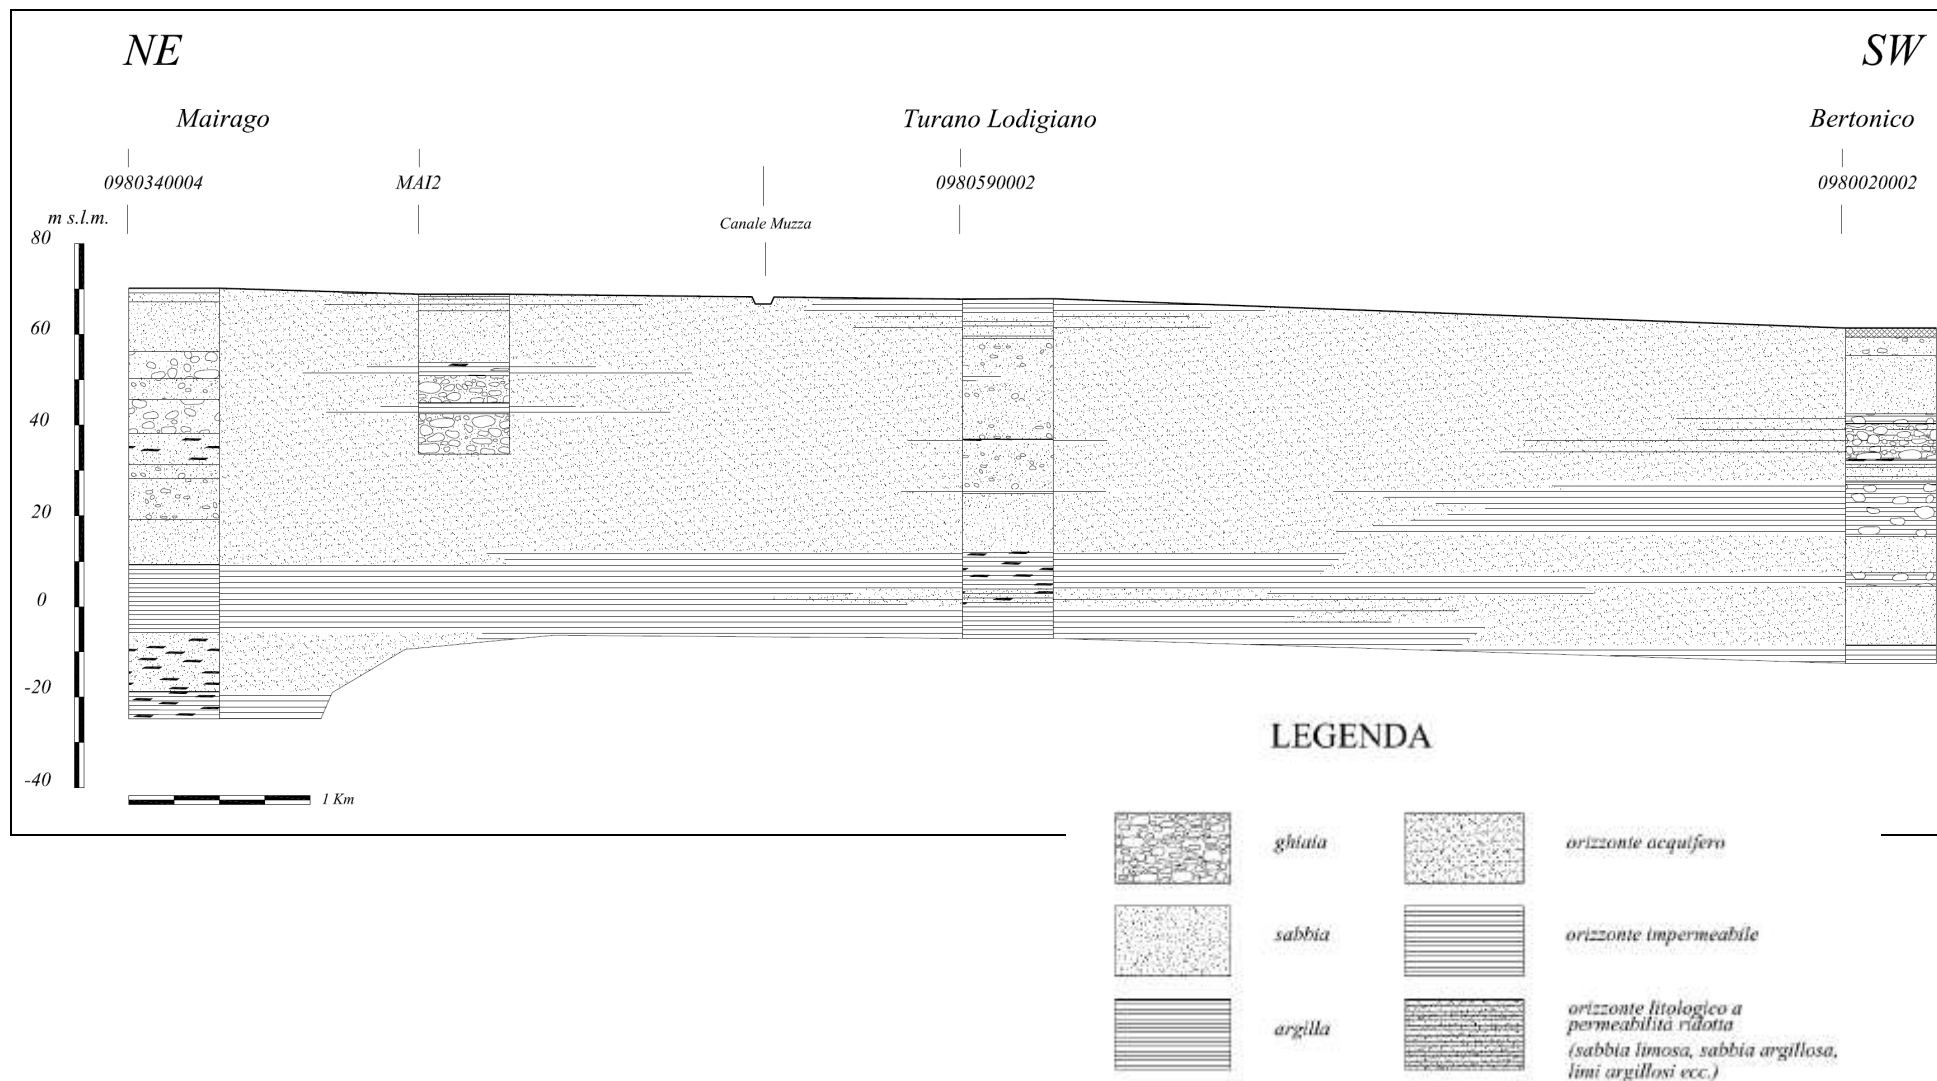 NE
SW
Mairago
Turano Lodigiano
Bertonico
0980340004
MAI2
0980590002
0980020002
m s.l.m.
Canale Muzza
80
60
40
20
0
-20
-40
1 Km
LEGENDA
ghiaia
orizzonte acquifero
sabbia
orizzonte impermeabile
argilla
orizzonte litologico a
permeabilità ridotta
(sabbia limosa, sabbia argillosa,
limi argillosi ecc.)